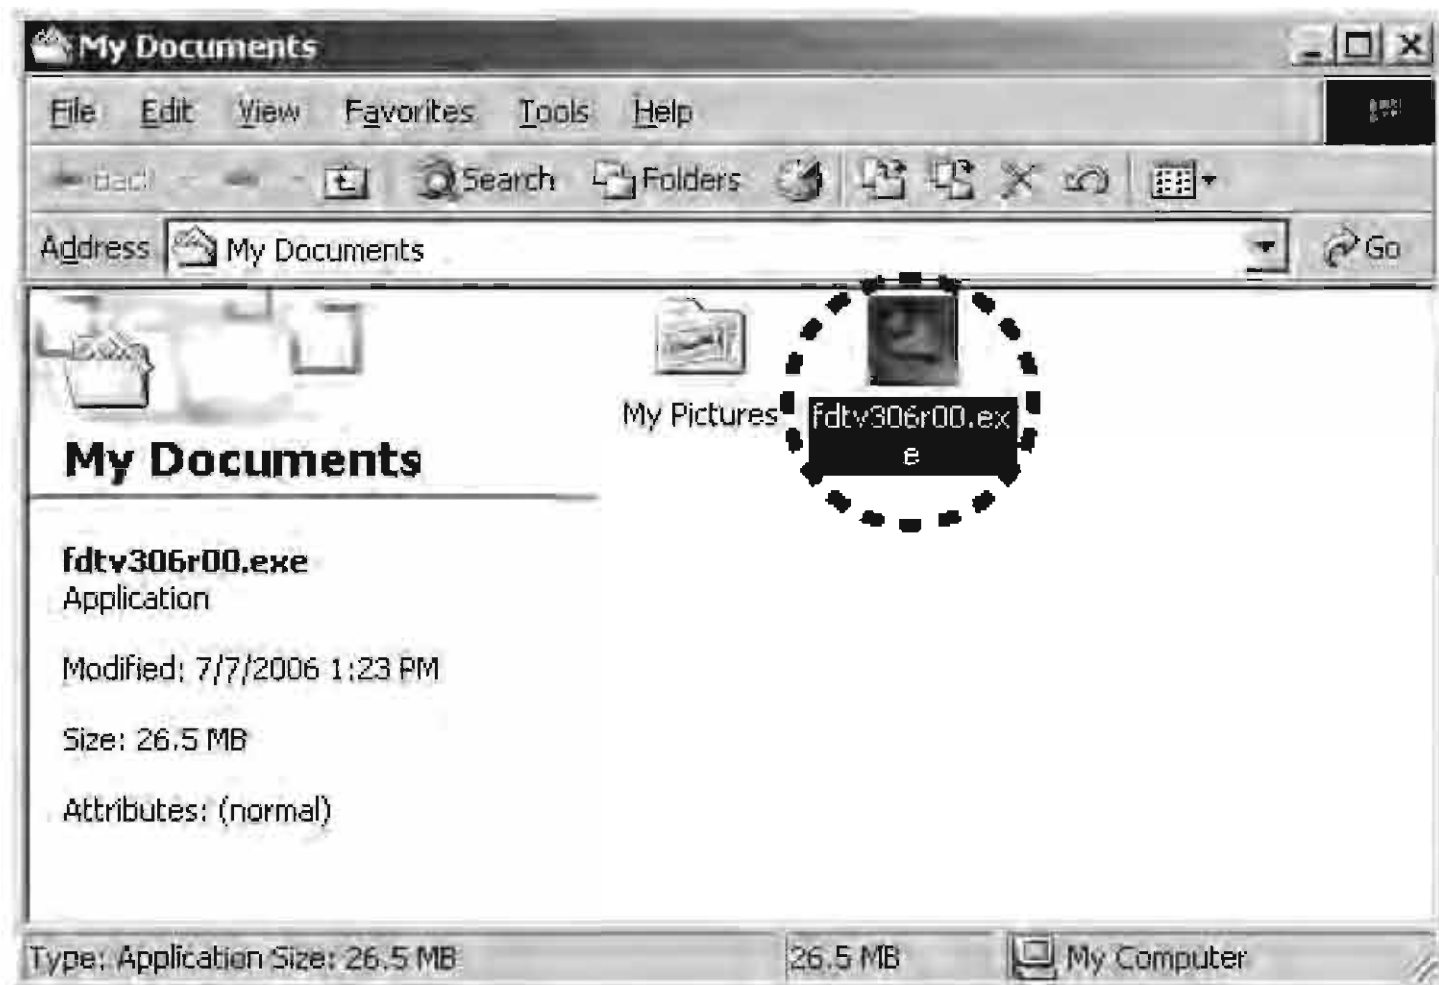 My Documents
File Edit View Favorites Tools Help
Back Search Folders
Address My Documents Go
My Pictures
fdtv306r00.ex
e
My Documents
fdtv306r00.exe
Application
Modified: 7/7/2006 1:23 PM
Size: 26.5 MB
Attributes: (normal)
Type: Application Size: 26.5 MB 26.5 MB My Computer